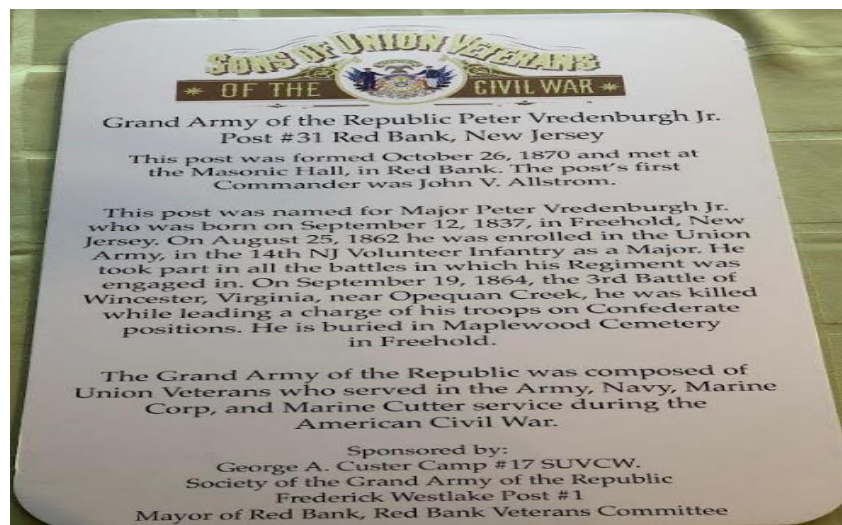 SONS OF UNION VETERANS
OF THE CIVIL WAR
Grand Army of the Republic Peter Vredenburgh Jr.
Post #31 Red Bank, New Jersey
This post was formed October 26, 1870 and met at
the Masonic Hall, in Red Bank. The post's first
Commander was John V. Allstrom.
This post was named for Major Peter Vredenburgh Jr.
who was born on September 12, 1837, in Freehold, New
Jersey. On August 25, 1862 he was enrolled in the Union
Army, in the 14th NJ Volunteer Infantry as a Major. He
took part in all the battles in which his Regiment was
engaged in. On September 19, 1864, the 3rd Battle of
Wincester, Virginia, near Opequan Creek, he was killed
while leading a charge of his troops on Confederate
positions. He is buried in Maplewood Cemetery
in Freehold.
The Grand Army of the Republic was composed of
Union Veterans who served in the Army, Navy, Marine
Corp, and Marine Cutter service during the
American Civil War.
Sponsored by:
George A. Custer Camp #17 SUVCW.
Society of the Grand Army of the Republic
Frederick Westlake Post #1
Mayor of Red Bank, Red Bank Veterans Committee